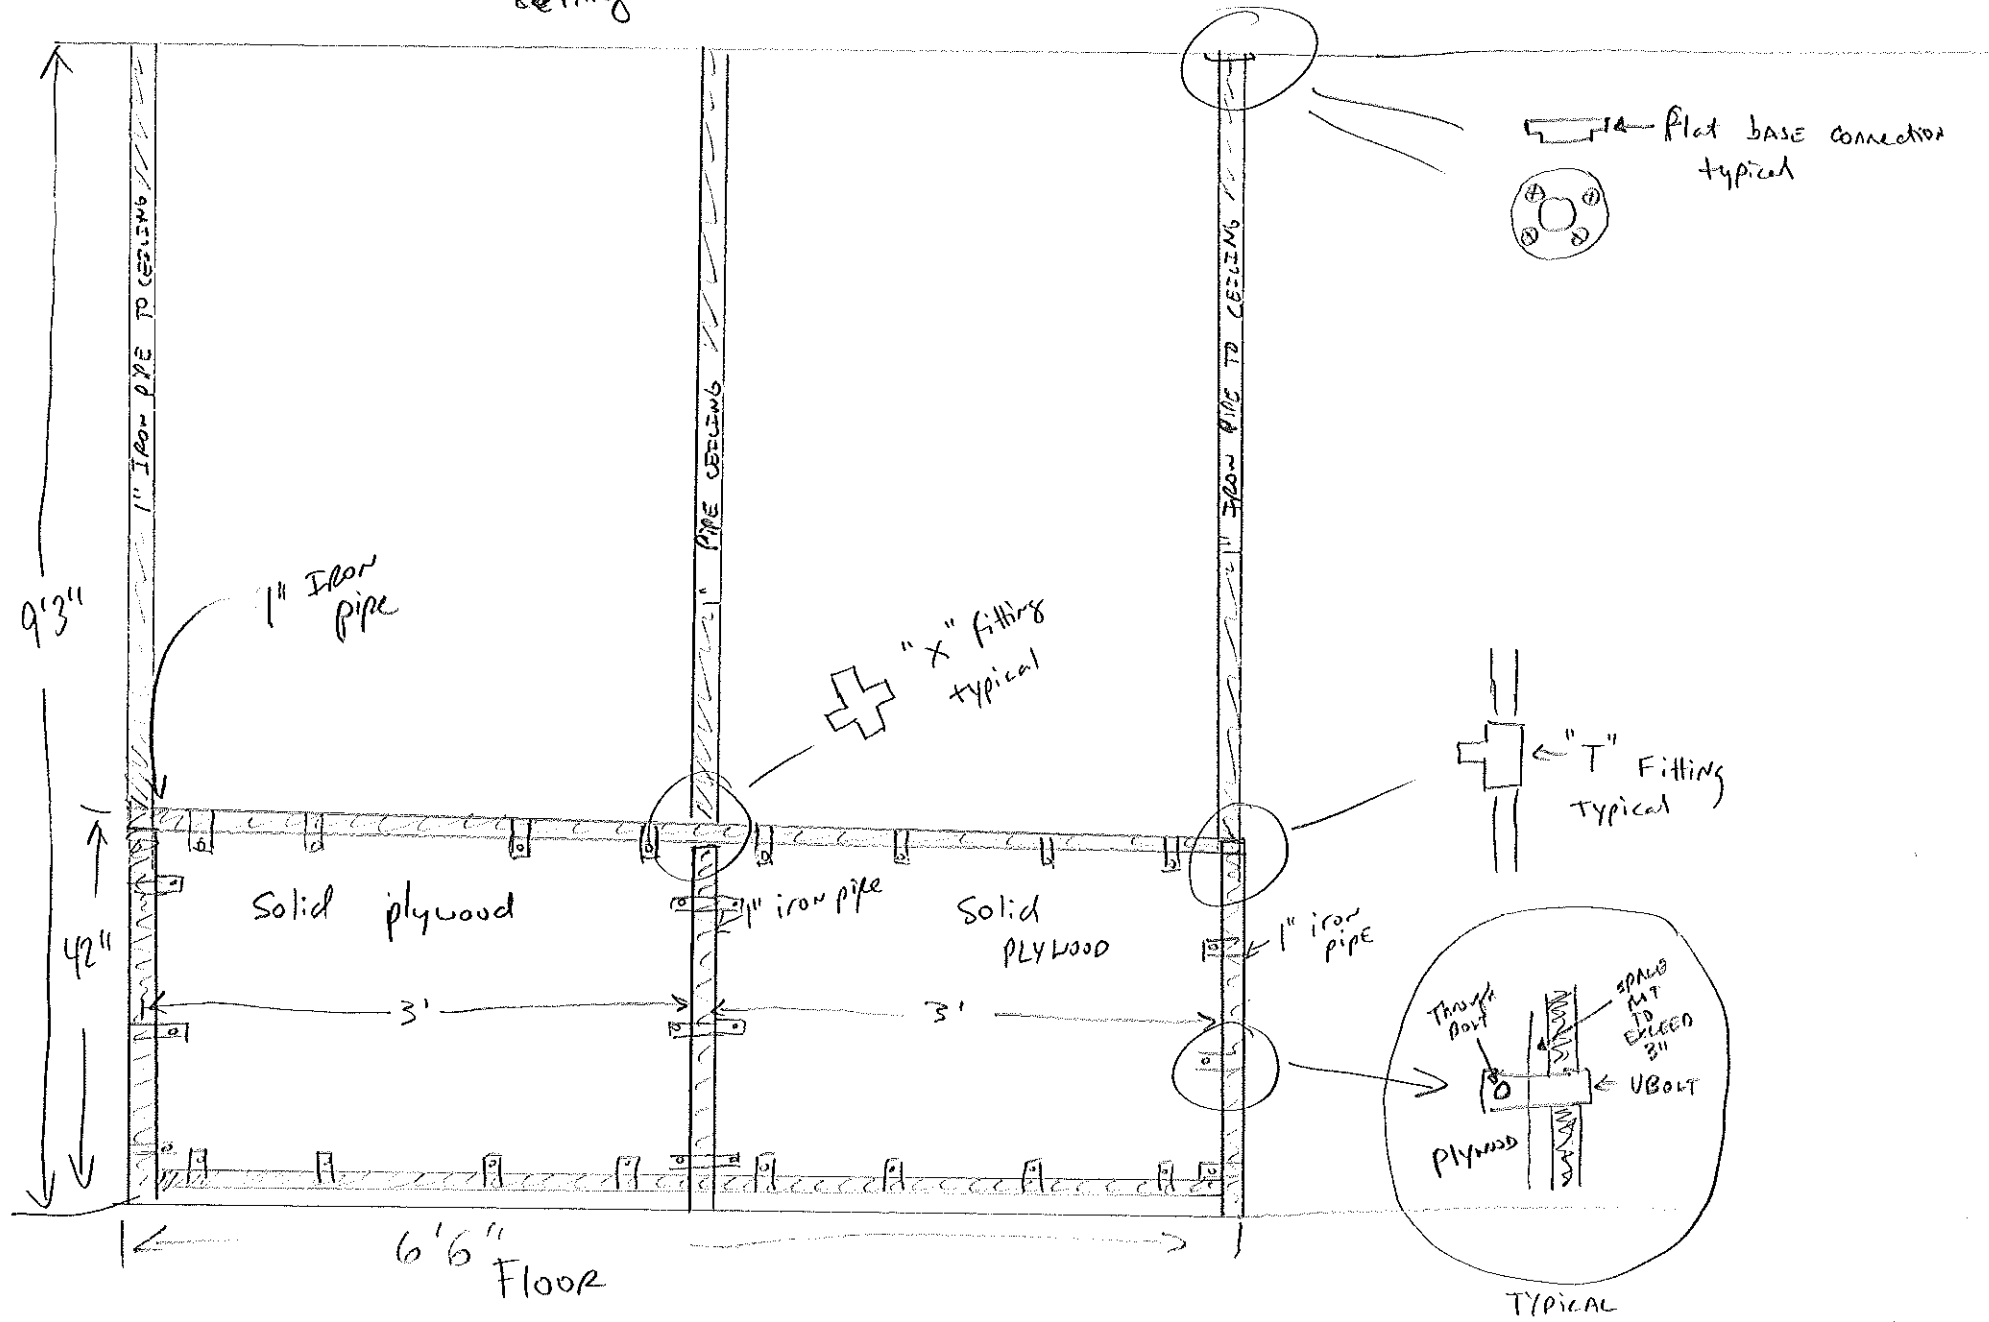 Ceiling
1" IRON PIPE TO CEILING
1" PIPE CEILING
1" IRON PIPE TO CEILING
Flat BASE connection
typical
9'3"
1" IRON
pipe
"X" fitting
typical
"T" Fitting
Typical
42"
Solid plywood
1" iron pipe
Solid
PLYWOOD
1" iron
pipe
3'
3'
Through
Bolt
SPACE
NOT
TO
EXCEED
3"
UBOLT
PLYWOOD
6'6"
FlooR
TYPICAL